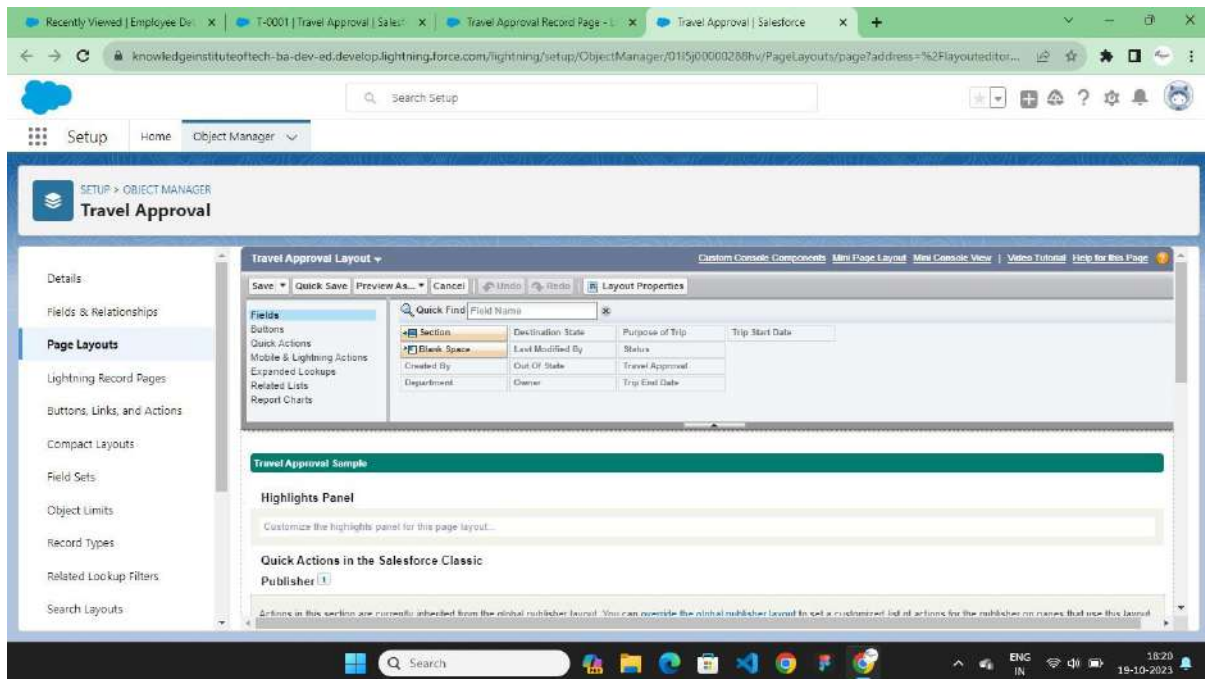 Recently Viewed | Employee De
T-0001 | Travel Approval | Sales
Travel Approval Record Page - L
Travel Approval | Salesforce
knowledgeinstituteoftech-ba-dev-ed.develop.lightning.force.com/lightning/setup/ObjectManager/01I5j00000288hv/PageLayouts/page?address=%2Flayouteditor...
Search Setup
Setup Home Object Manager
SETUP > OBJECT MANAGER
Travel Approval
Details
Fields & Relationships
Page Layouts
Lightning Record Pages
Buttons, Links, and Actions
Compact Layouts
Field Sets
Object Limits
Record Types
Related Lookup Filters
Search Layouts
Travel Approval Layout
Custom Console Components Mini Page Layout Mini Console View | Video Tutorial Help for this Page
Save Quick Save Preview As... Cancel Undo Redo Layout Properties
Fields
Buttons
Quick Actions
Mobile & Lightning Actions
Expanded Lookups
Related Lists
Report Charts
Quick Find Field Name
Section Destination State Purpose of Trip Trip Start Date
Blank Space Last Modified By Status
Created By Out Of State Travel Approval
Department Owner Trip End Date
Travel Approval Sample
Highlights Panel
Customize the highlights panel for this page layout...
Quick Actions in the Salesforce Classic
Publisher
Actions in this section are currently inherited from the global publisher layout. You can override the global publisher layout to set a customized list of actions for the publisher on pages that use this layout.
Search
ENG
IN
18:20
19-10-2023